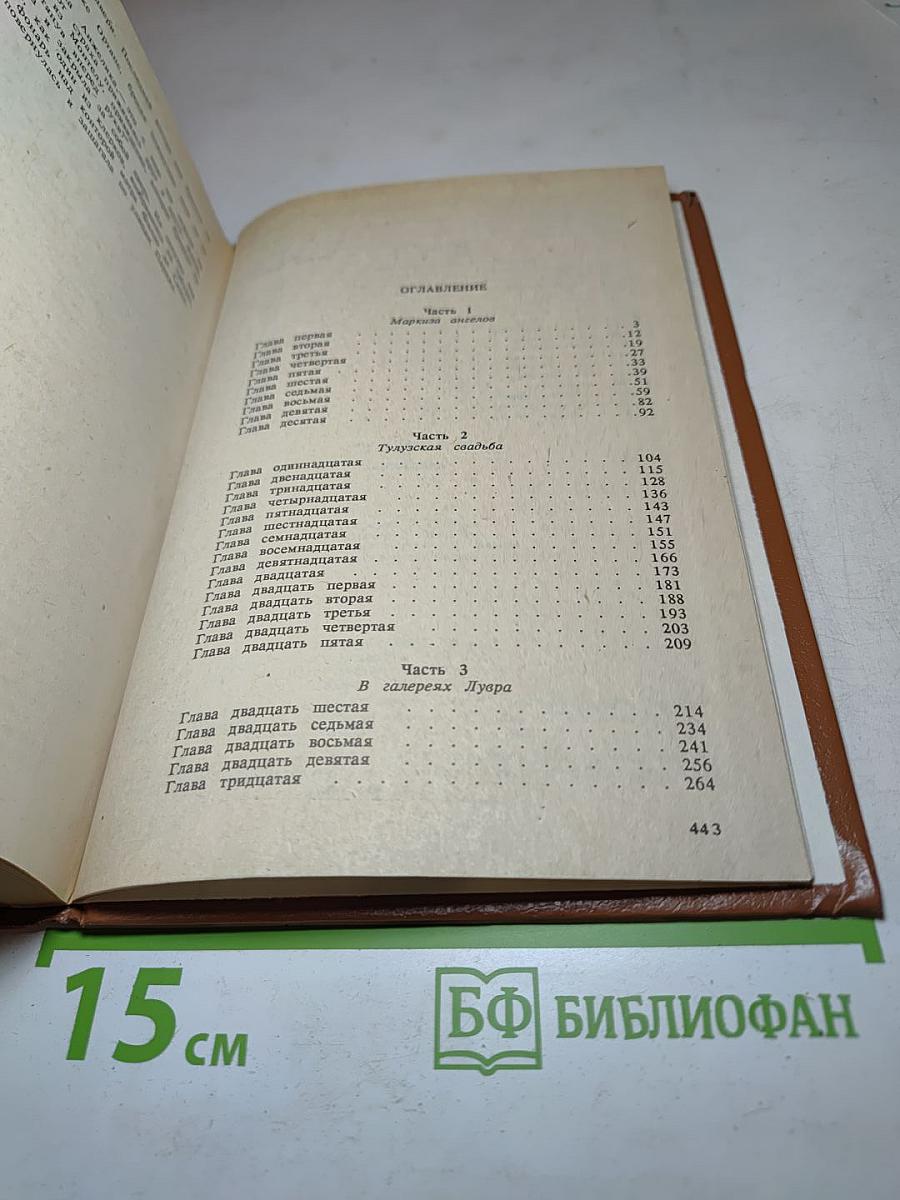 Анжелика
ОГЛАВЛЕНИЕ
Часть 1
Маркиза ангелов
Глава первая . . . 3
Глава вторая . . . 12
Глава третья . . . 19
Глава четвертая . . . 27
Глава пятая . . . 33
Глава шестая . . . 39
Глава седьмая . . . 51
Глава восьмая . . . 59
Глава девятая . . . 82
Глава десятая . . . 92
Часть 2
Тулузская свадьба
Глава одиннадцатая . . . 104
Глава двенадцатая . . . 115
Глава тринадцатая . . . 128
Глава четырнадцатая . . . 136
Глава пятнадцатая . . . 143
Глава шестнадцатая . . . 147
Глава семнадцатая . . . 151
Глава восемнадцатая . . . 155
Глава девятнадцатая . . . 166
Глава двадцатая . . . 173
Глава двадцать первая . . . 181
Глава двадцать вторая . . . 188
Глава двадцать третья . . . 193
Глава двадцать четвертая . . . 203
Глава двадцать пятая . . . 209
Часть 3
В галереях Лувра
Глава двадцать шестая . . . 214
Глава двадцать седьмая . . . 234
Глава двадцать восьмая . . . 241
Глава двадцать девятая . . . 256
Глава тридцатая . . . 264
443
15 см
БФ БИБЛИОФАН